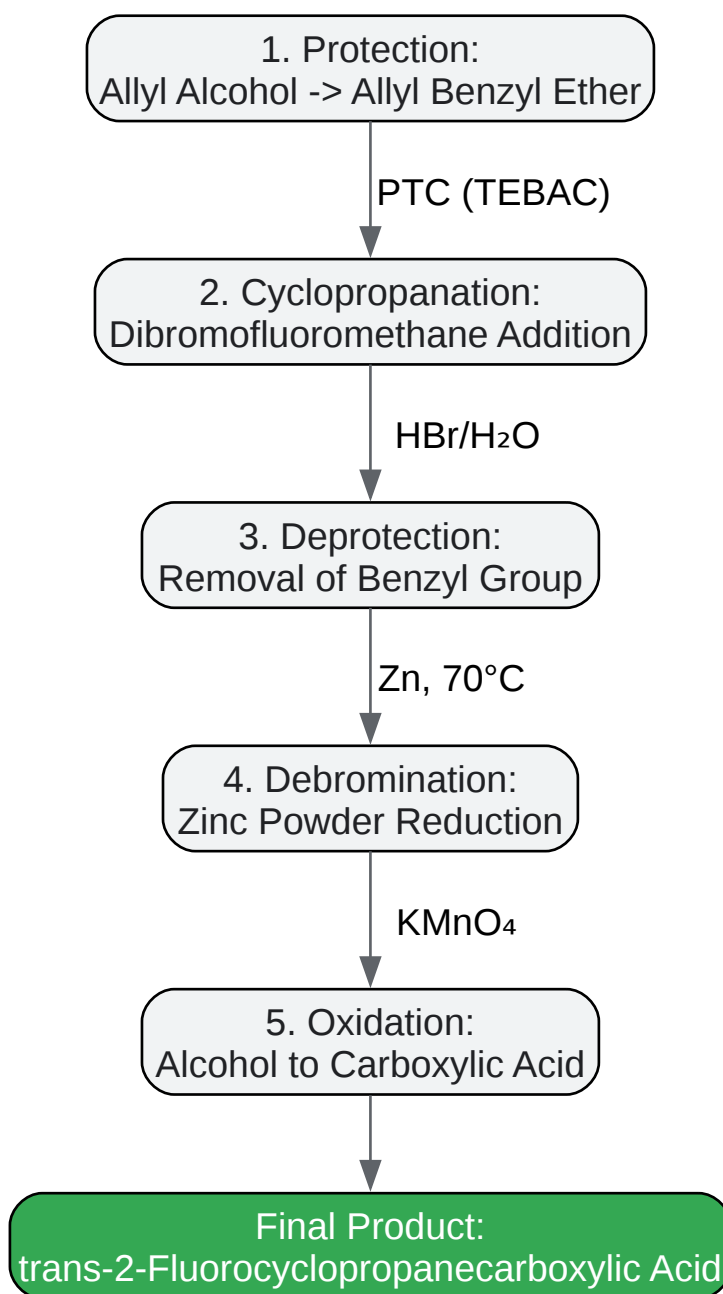 1. Protection:
Allyl Alcohol -> Allyl Benzyl Ether
PTC (TEBAC)
2. Cyclopropanation:
Dibromofluoromethane Addition
HBr/H₂O
3. Deprotection:
Removal of Benzyl Group
Zn, 70°C
4. Debromination:
Zinc Powder Reduction
KMnO₄
5. Oxidation:
Alcohol to Carboxylic Acid
Final Product:
trans-2-Fluorocyclopropanecarboxylic Acid